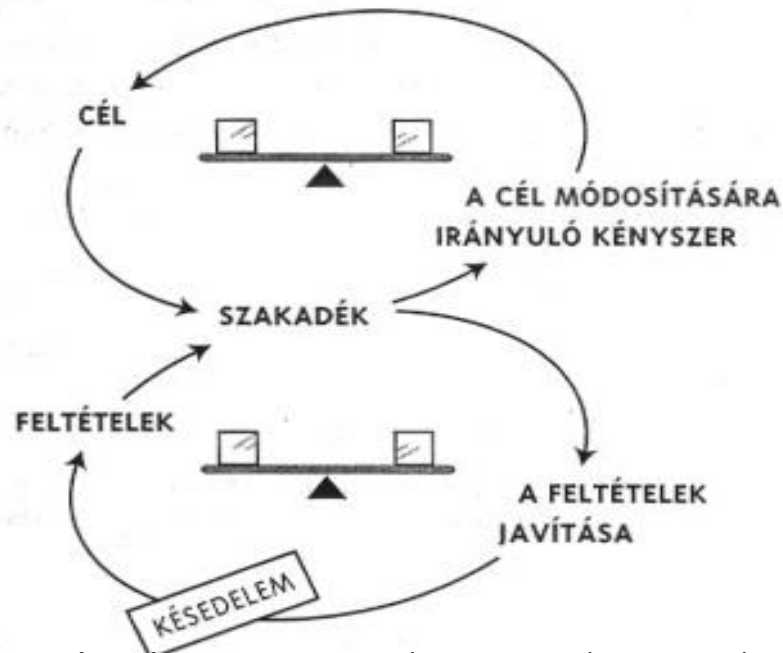 CÉL
A CÉL MÓDOSÍTÁSÁRA
IRÁNYULÓ KÉNYSZER
SZAKADÉK
FELTÉTELEK
A FELTÉTELEK
JAVÍTÁSA
KÉSEDELEM